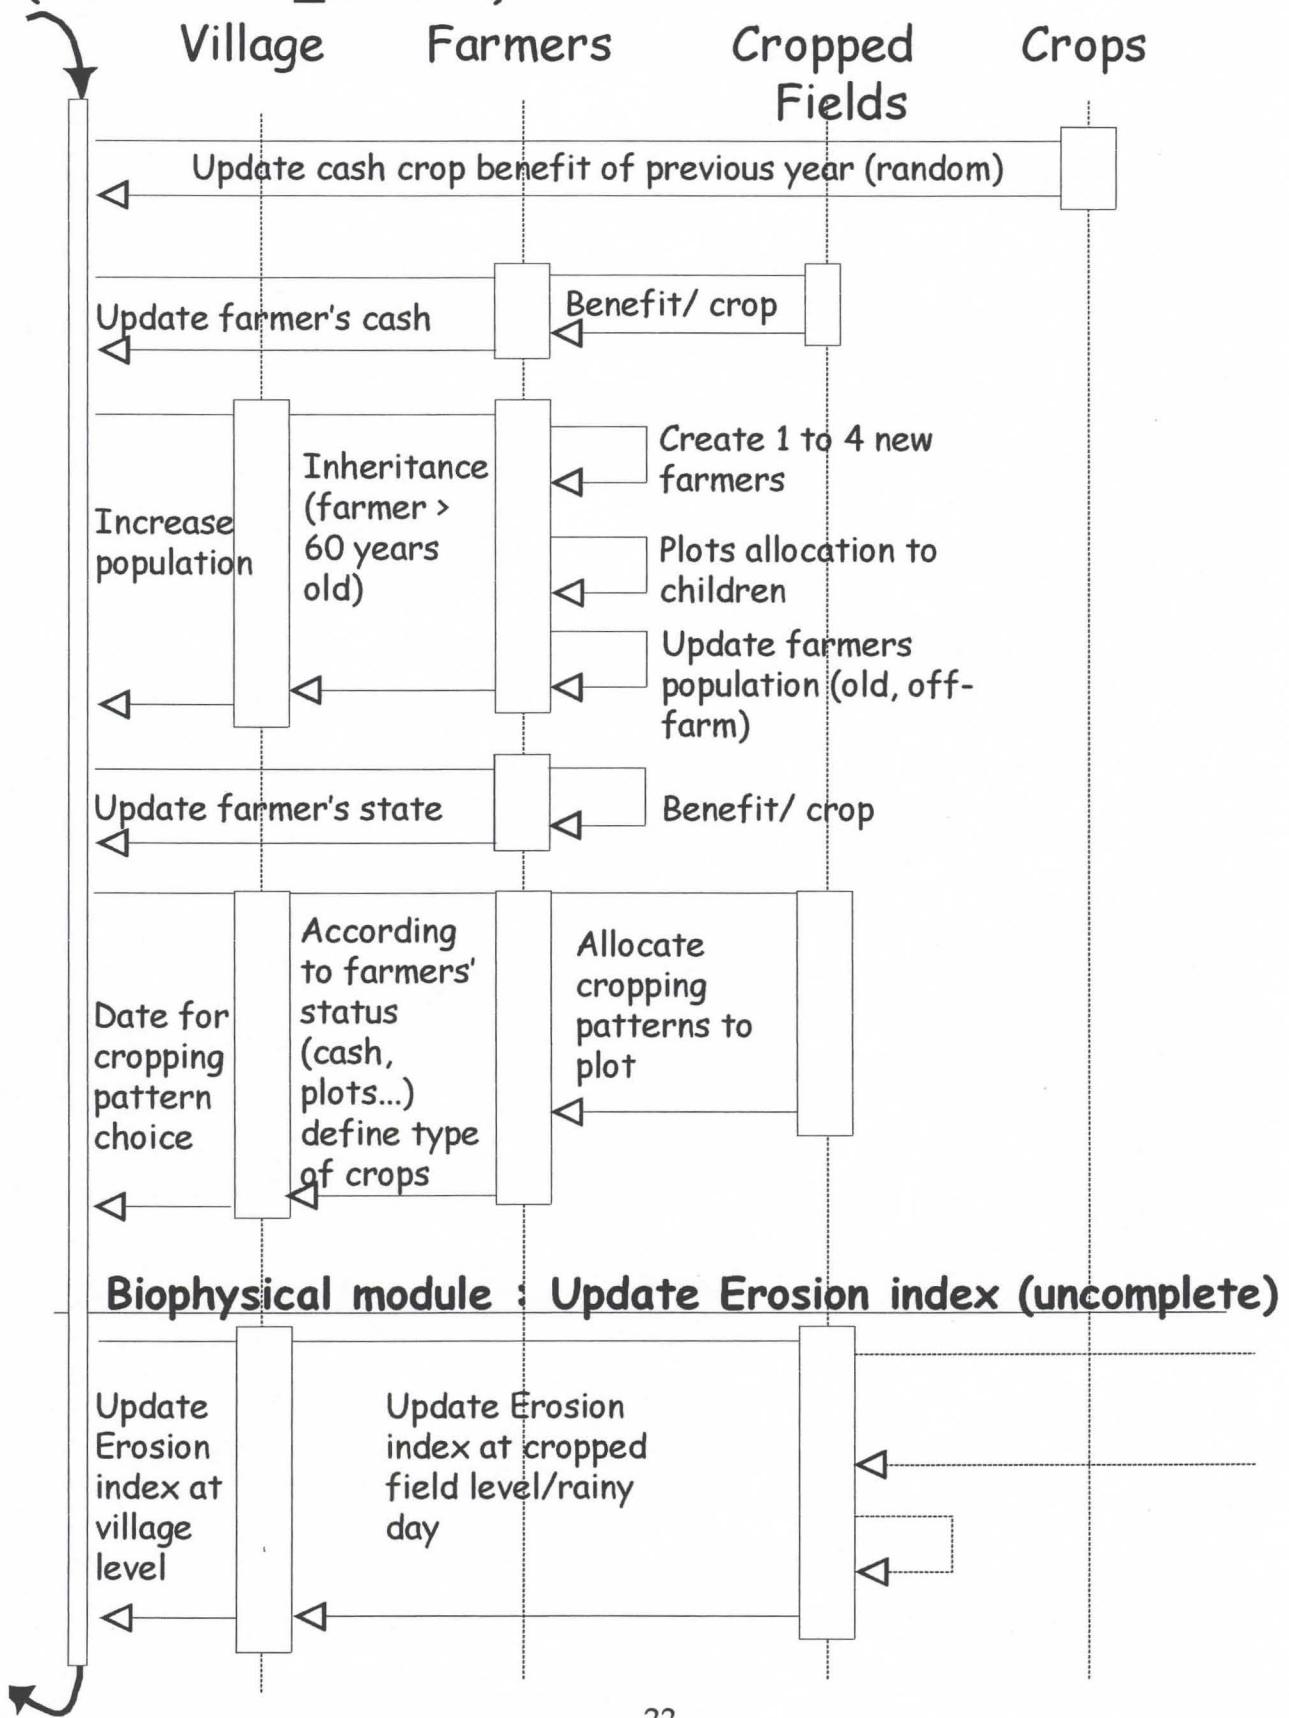 Village
Farmers
Cropped
Fields
Crops
Update cash crop benefit of previous year (random)
Update farmer's cash
Benefit/ crop
Increase
population
Inheritance
(farmer >
60 years
old)
Create 1 to 4 new
farmers
Plots allocation to
children
Update farmers
population (old, off-
farm)
Update farmer's state
Benefit/ crop
Date for
cropping
pattern
choice
According
to farmers'
status
(cash,
plots...)
define type
of crops
Allocate
cropping
patterns to
plot
Biophysical module : Update Erosion index (uncomplete)
Update
Erosion
index at
village
level
Update Erosion
index at cropped
field level/rainy
day